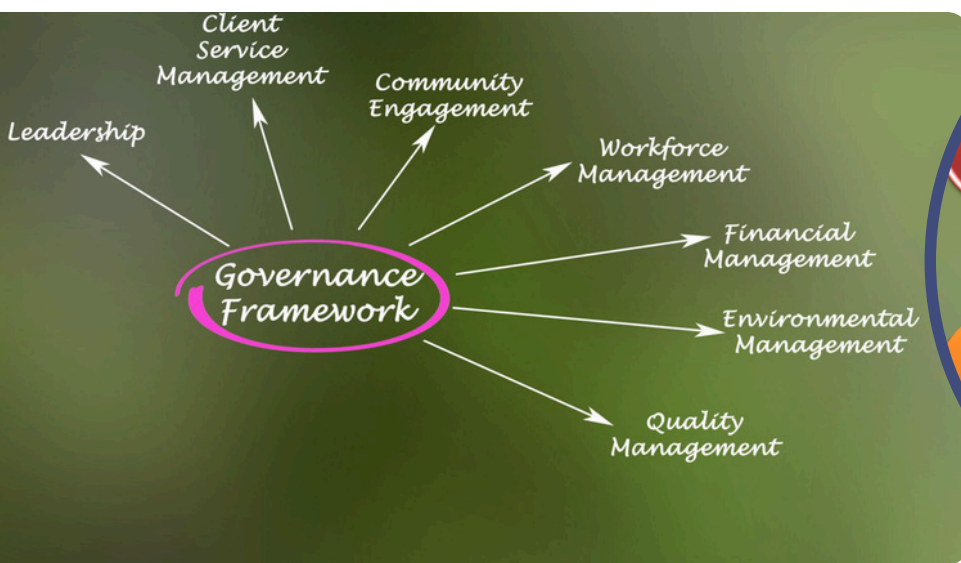 Client
Service
Management
Community
Engagement
Leadership
Workforce
Management
Financial
Management
Governance
Framework
Environmental
Management
Quality
Management